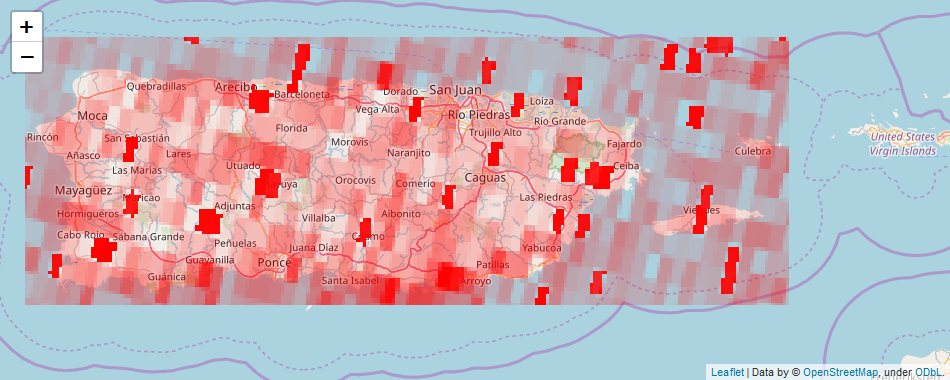 +
−
Quebradillas
Arecibo
Barceloneta
Dorado
San Juan
Loíza
Moca
Vega Alta
Río Piedras
Río Grande
Rincón
San Sebastián
Florida
Morovis
Trujillo Alto
Fajardo
Culebra
United States
Virgin Islands
Añasco
Lares
Naranjito
Las Marías
Utuado
Ceiba
Mayagüez
Orocovis
Comerío
Caguas
Adjuntas
Las Piedras
Hormigueros
Villalba
Aibonito
Vieques
Cabo Rojo
Sabana Grande
Peñuelas
Juana Díaz
Yabucoa
Guayanilla
Ponce
Patillas
Guánica
Santa Isabel
Arroyo
Leaflet | Data by © OpenStreetMap, under ODbL.